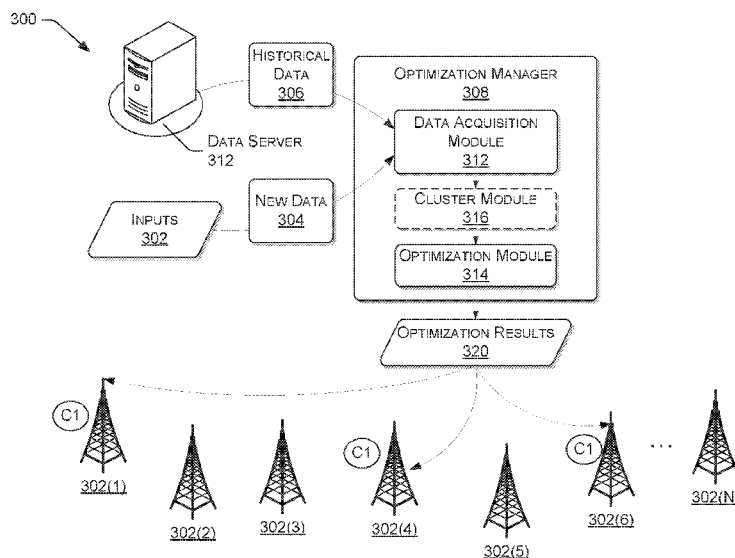 300
HISTORICAL
DATA
306
OPTIMIZATION MANAGER
308
DATA ACQUISITION
MODULE
312
DATA SERVER
312
NEW DATA
304
INPUTS
302
CLUSTER MODULE
316
OPTIMIZATION MODULE
314
OPTIMIZATION RESULTS
320
C1
C1
C1
...
302(1)
302(2)
302(3)
302(4)
302(5)
302(6)
302(N)